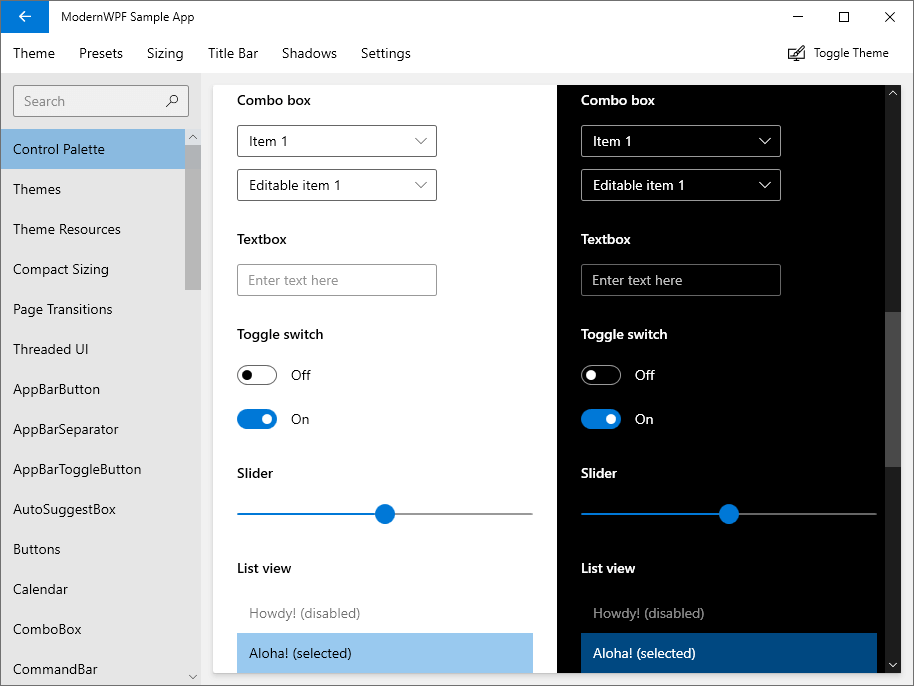 ModernWPF Sample App
Theme Presets Sizing Title Bar Shadows Settings Toggle Theme
Search
Control Palette
Themes
Theme Resources
Compact Sizing
Page Transitions
Threaded UI
AppBarButton
AppBarSeparator
AppBarToggleButton
AutoSuggestBox
Buttons
Calendar
ComboBox
CommandBar
Combo box
Item 1
Editable item 1
Textbox
Enter text here
Toggle switch
Off
On
Slider
List view
Howdy! (disabled)
Aloha! (selected)
Combo box
Item 1
Editable item 1
Textbox
Enter text here
Toggle switch
Off
On
Slider
List view
Howdy! (disabled)
Aloha! (selected)